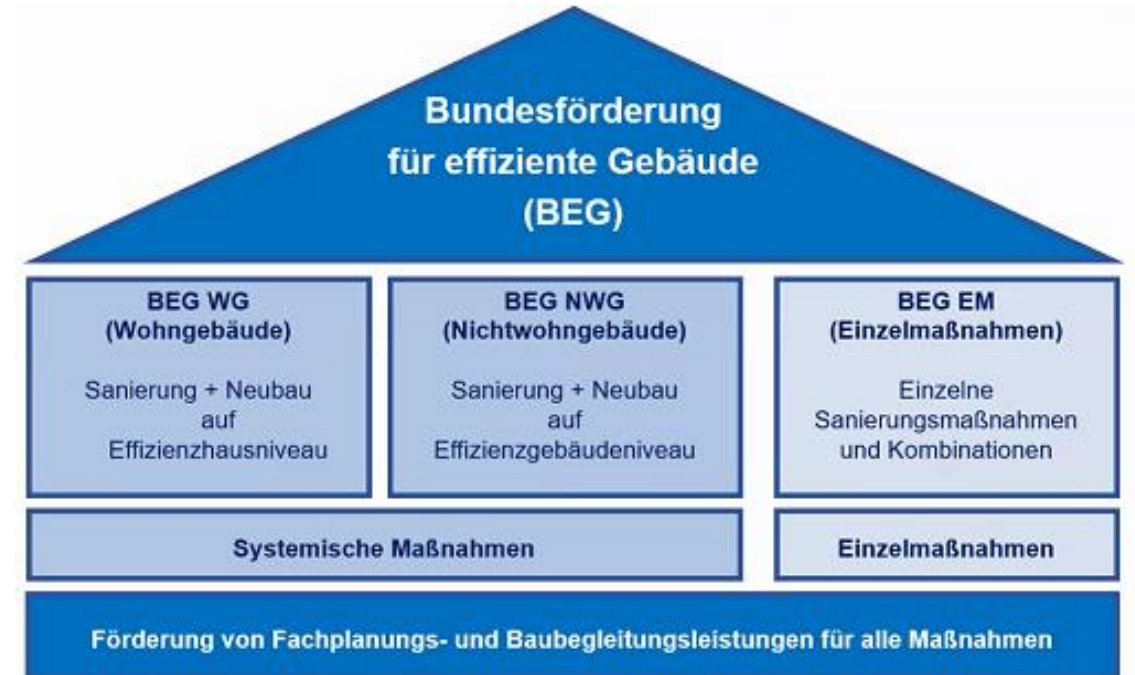 Bundesförderung
für effiziente Gebäude
(BEG)
BEG WG
(Wohngebäude)
Sanierung + Neubau
auf
Effizienzhausniveau
BEG NWG
(Nichtwohngebäude)
Sanierung + Neubau
auf
Effizienzgebäudeniveau
BEG EM
(Einzelmaßnahmen)
Einzelne
Sanierungsmaßnahmen
und Kombinationen
Systemische Maßnahmen
Einzelmaßnahmen
Förderung von Fachplanungs- und Baubegleitungsleistungen für alle Maßnahmen